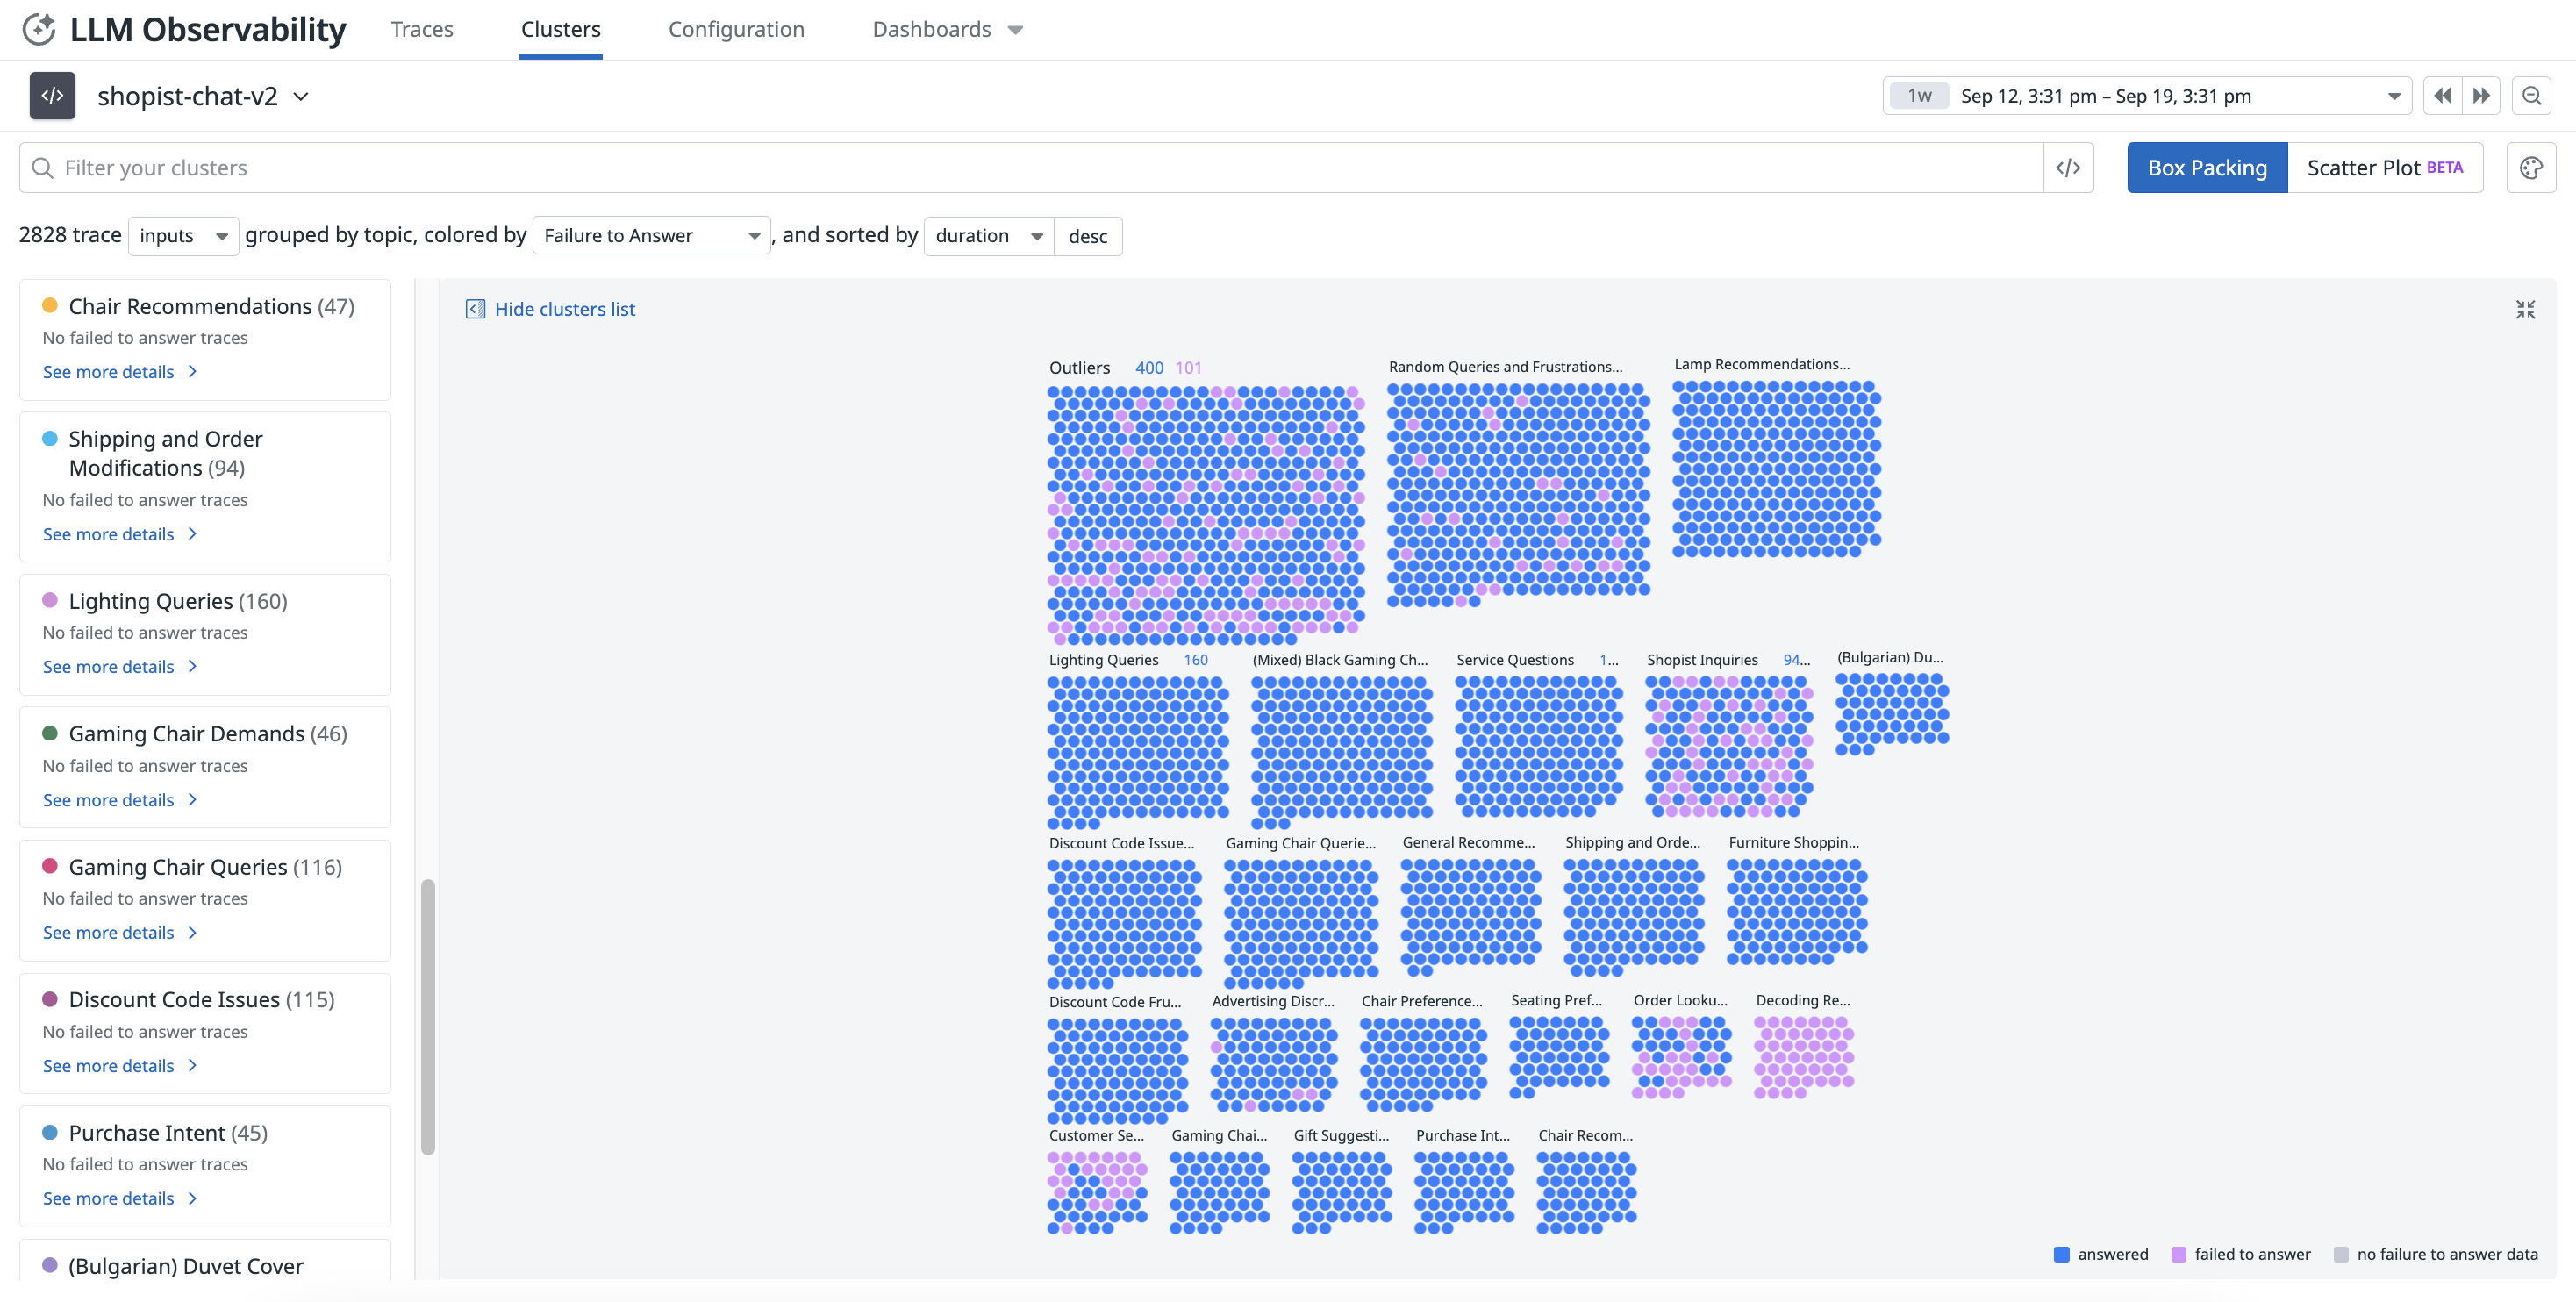 LLM Observability
Traces
Clusters
Configuration
Dashboards
</> shopist-chat-v2
1w Sep 12, 3:31 pm – Sep 19, 3:31 pm
Filter your clusters
</>
Box Packing
Scatter Plot BETA
2828 trace inputs grouped by topic, colored by Failure to Answer , and sorted by duration desc
Chair Recommendations (47)
No failed to answer traces
See more details
Shipping and Order
Modifications (94)
No failed to answer traces
See more details
Lighting Queries (160)
No failed to answer traces
See more details
Gaming Chair Demands (46)
No failed to answer traces
See more details
Gaming Chair Queries (116)
No failed to answer traces
See more details
Discount Code Issues (115)
No failed to answer traces
See more details
Purchase Intent (45)
No failed to answer traces
See more details
(Bulgarian) Duvet Cover
Hide clusters list
Outliers 400 101
Random Queries and Frustrations...
Lamp Recommendations...
Lighting Queries 160
(Mixed) Black Gaming Ch...
Service Questions 1...
Shopist Inquiries 94...
(Bulgarian) Du...
Discount Code Issue...
Gaming Chair Querie...
General Recomme...
Shipping and Orde...
Furniture Shoppin...
Discount Code Fru...
Advertising Discr...
Chair Preference...
Seating Pref...
Order Looku...
Decoding Re...
Customer Se...
Gaming Chai...
Gift Suggesti...
Purchase Int...
Chair Recom...
answered
failed to answer
no failure to answer data